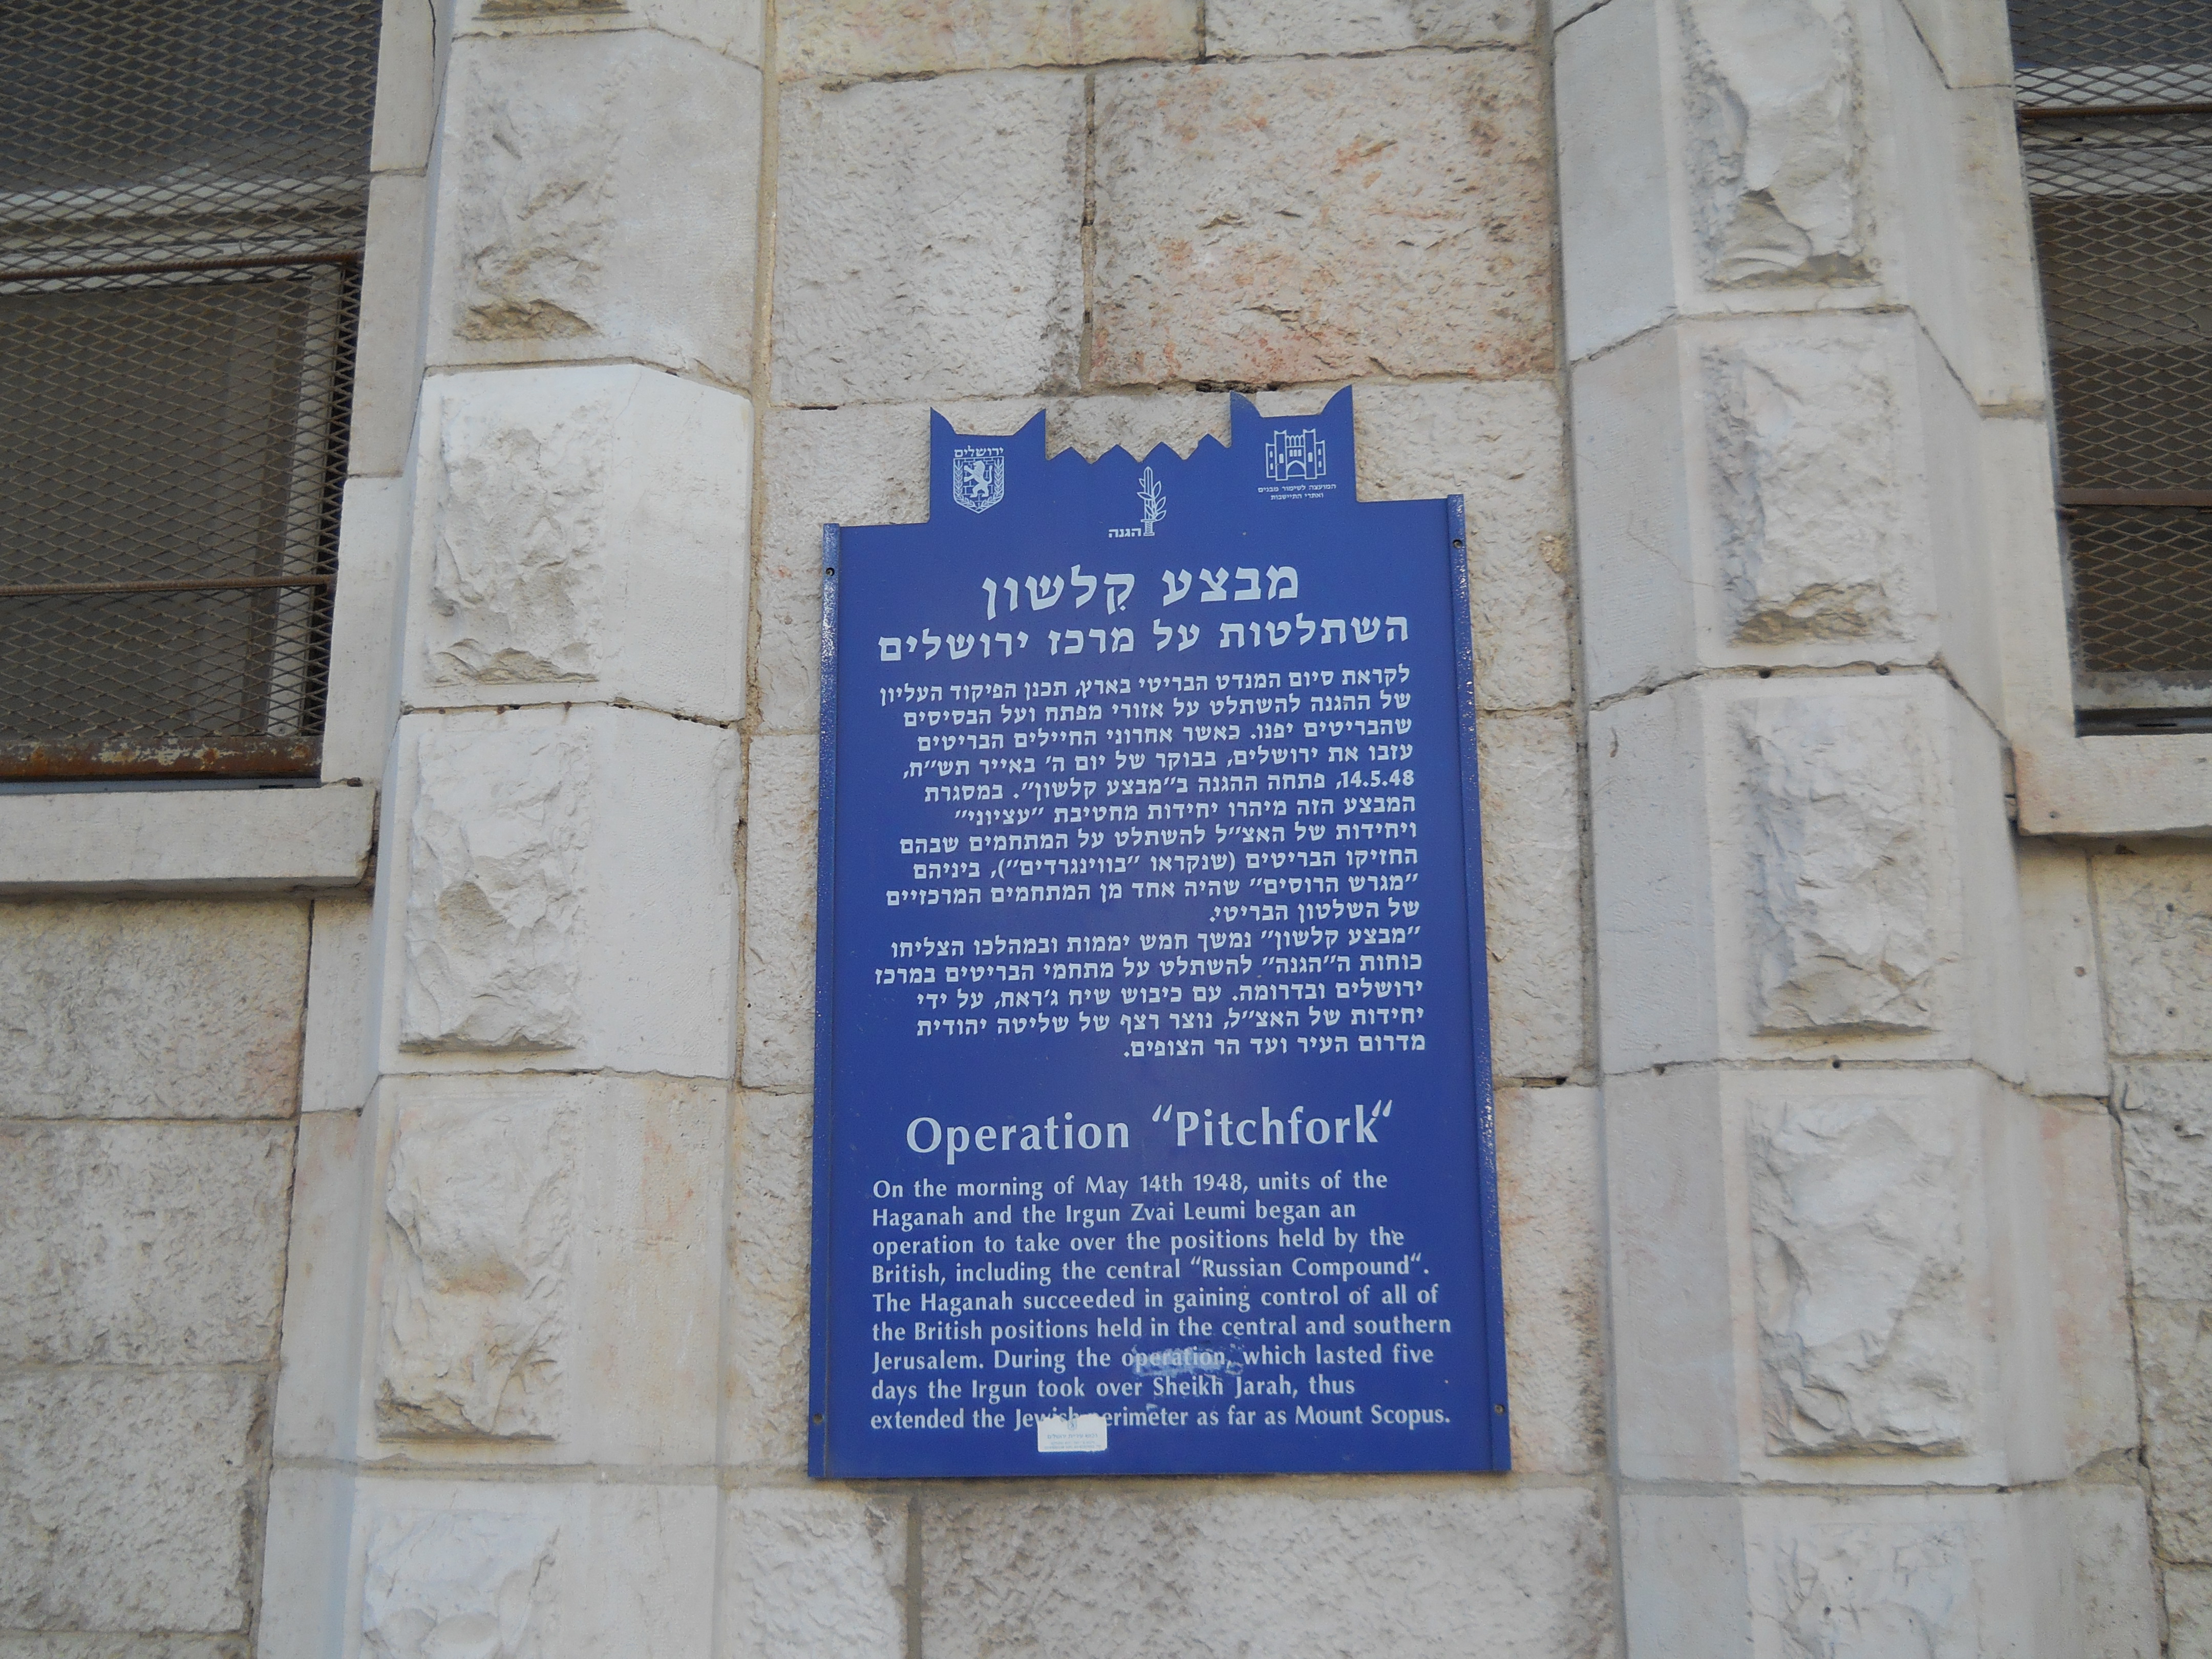 ירושלים
המועצה לשימור מבנים
ואתרי התיישבות
הגנה
מבצע קִלשון
השתלטות על מרכז ירושלים
לקראת סיום המנדט הבריטי בארץ, תכנן הפיקוד העליון
של ההגנה להשתלט על אזורי מפתח ועל הבסיסים
שהבריטים יפנו. כאשר אחרוני החיילים הבריטים
עזבו את ירושלים, בבוקר של יום ה' באייר תש״ח,
14.5.48, פתחה ההגנה ב״מבצע קלשון״. במסגרת
המבצע הזה מיהרו יחידות מחטיבת ״עציוני״
ויחידות של האצ״ל להשתלט על המתחמים שבהם
החזיקו הבריטים (שנקראו ״בווינגרדים״), ביניהם
״מגרש הרוסים״ שהיה אחד מן המתחמים המרכזיים
של השלטון הבריטי.
״מבצע קלשון״ נמשך חמש יממות ובמהלכו הצליחו
כוחות ה״הגנה״ להשתלט על מתחמי הבריטים במרכז
ירושלים ובדרומה. עם כיבוש שיח ג'ראח, על ידי
יחידות של האצ״ל, נוצר רצף של שליטה יהודית
מדרום העיר ועד הר הצופים.
Operation “Pitchfork“
On the morning of May 14th 1948, units of the
Haganah and the Irgun Zvai Leumi began an
operation to take over the positions held by the
British, including the central “Russian Compound“.
The Haganah succeeded in gaining control of all of
the British positions held in the central and southern
Jerusalem. During the operation, which lasted five
days the Irgun took over Sheikh Jarah, thus
extended the Jewish perimeter as far as Mount Scopus.